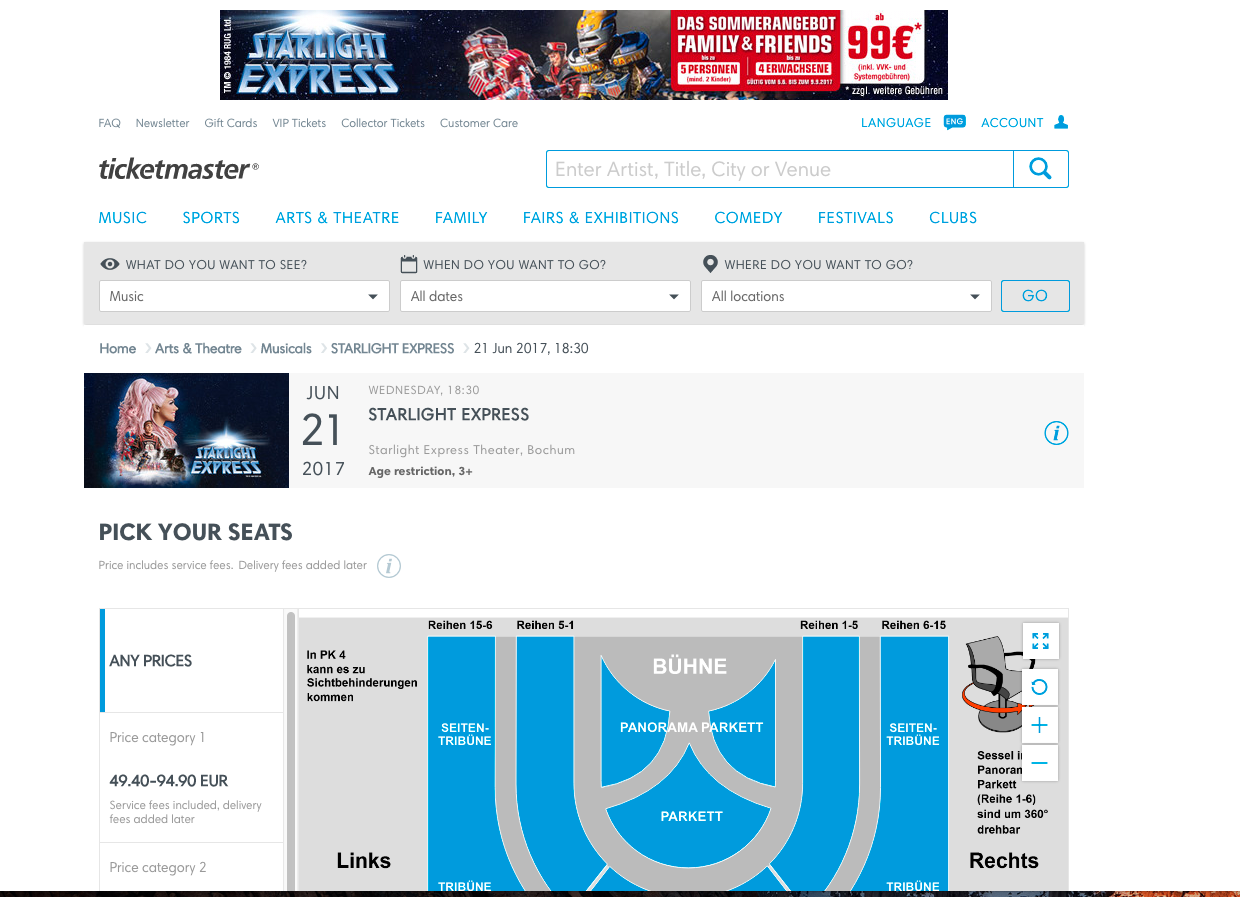 TM © 1984 RUG Ltd.
STARLIGHT
EXPRESS
DAS SOMMERANGEBOT
FAMILY & FRIENDS
bis zu
5 PERSONEN
(mind. 2 Kinder)
bis zu
4 ERWACHSENE
GÜLTIG VOM 6.8. BIS ZUM 9.9.2017
ab
99€*
(inkl. VVK- und
Systemgebühren)
* zzgl. weitere Gebühren
FAQ Newsletter Gift Cards VIP Tickets Collector Tickets Customer Care
LANGUAGE ENG ACCOUNT
ticketmaster®
Enter Artist, Title, City or Venue
MUSIC SPORTS ARTS & THEATRE FAMILY FAIRS & EXHIBITIONS COMEDY FESTIVALS CLUBS
WHAT DO YOU WANT TO SEE? WHEN DO YOU WANT TO GO? WHERE DO YOU WANT TO GO?
Music All dates All locations GO
Home Arts & Theatre Musicals STARLIGHT EXPRESS 21 Jun 2017, 18:30
STARLIGHT
EXPRESS
JUN
21
2017
WEDNESDAY, 18:30
STARLIGHT EXPRESS
Starlight Express Theater, Bochum
Age restriction, 3+
i
PICK YOUR SEATS
Price includes service fees. Delivery fees added later i
ANY PRICES
Price category 1
49.40-94.90 EUR
Service fees included, delivery
fees added later
Price category 2
Reihen 15-6 Reihen 5-1 Reihen 1-5 Reihen 6-15
In PK 4
kann es zu
Sichtbehinderungen
kommen
BÜHNE
PANORAMA PARKETT
SEITEN-
TRIBÜNE
SEITEN-
TRIBÜNE
PARKETT
Sessel i
Panoran
Parkett
(Reihe 1-6)
sind um 360°
drehbar
Links
Rechts
TRIBÜNE
TRIBÜNE